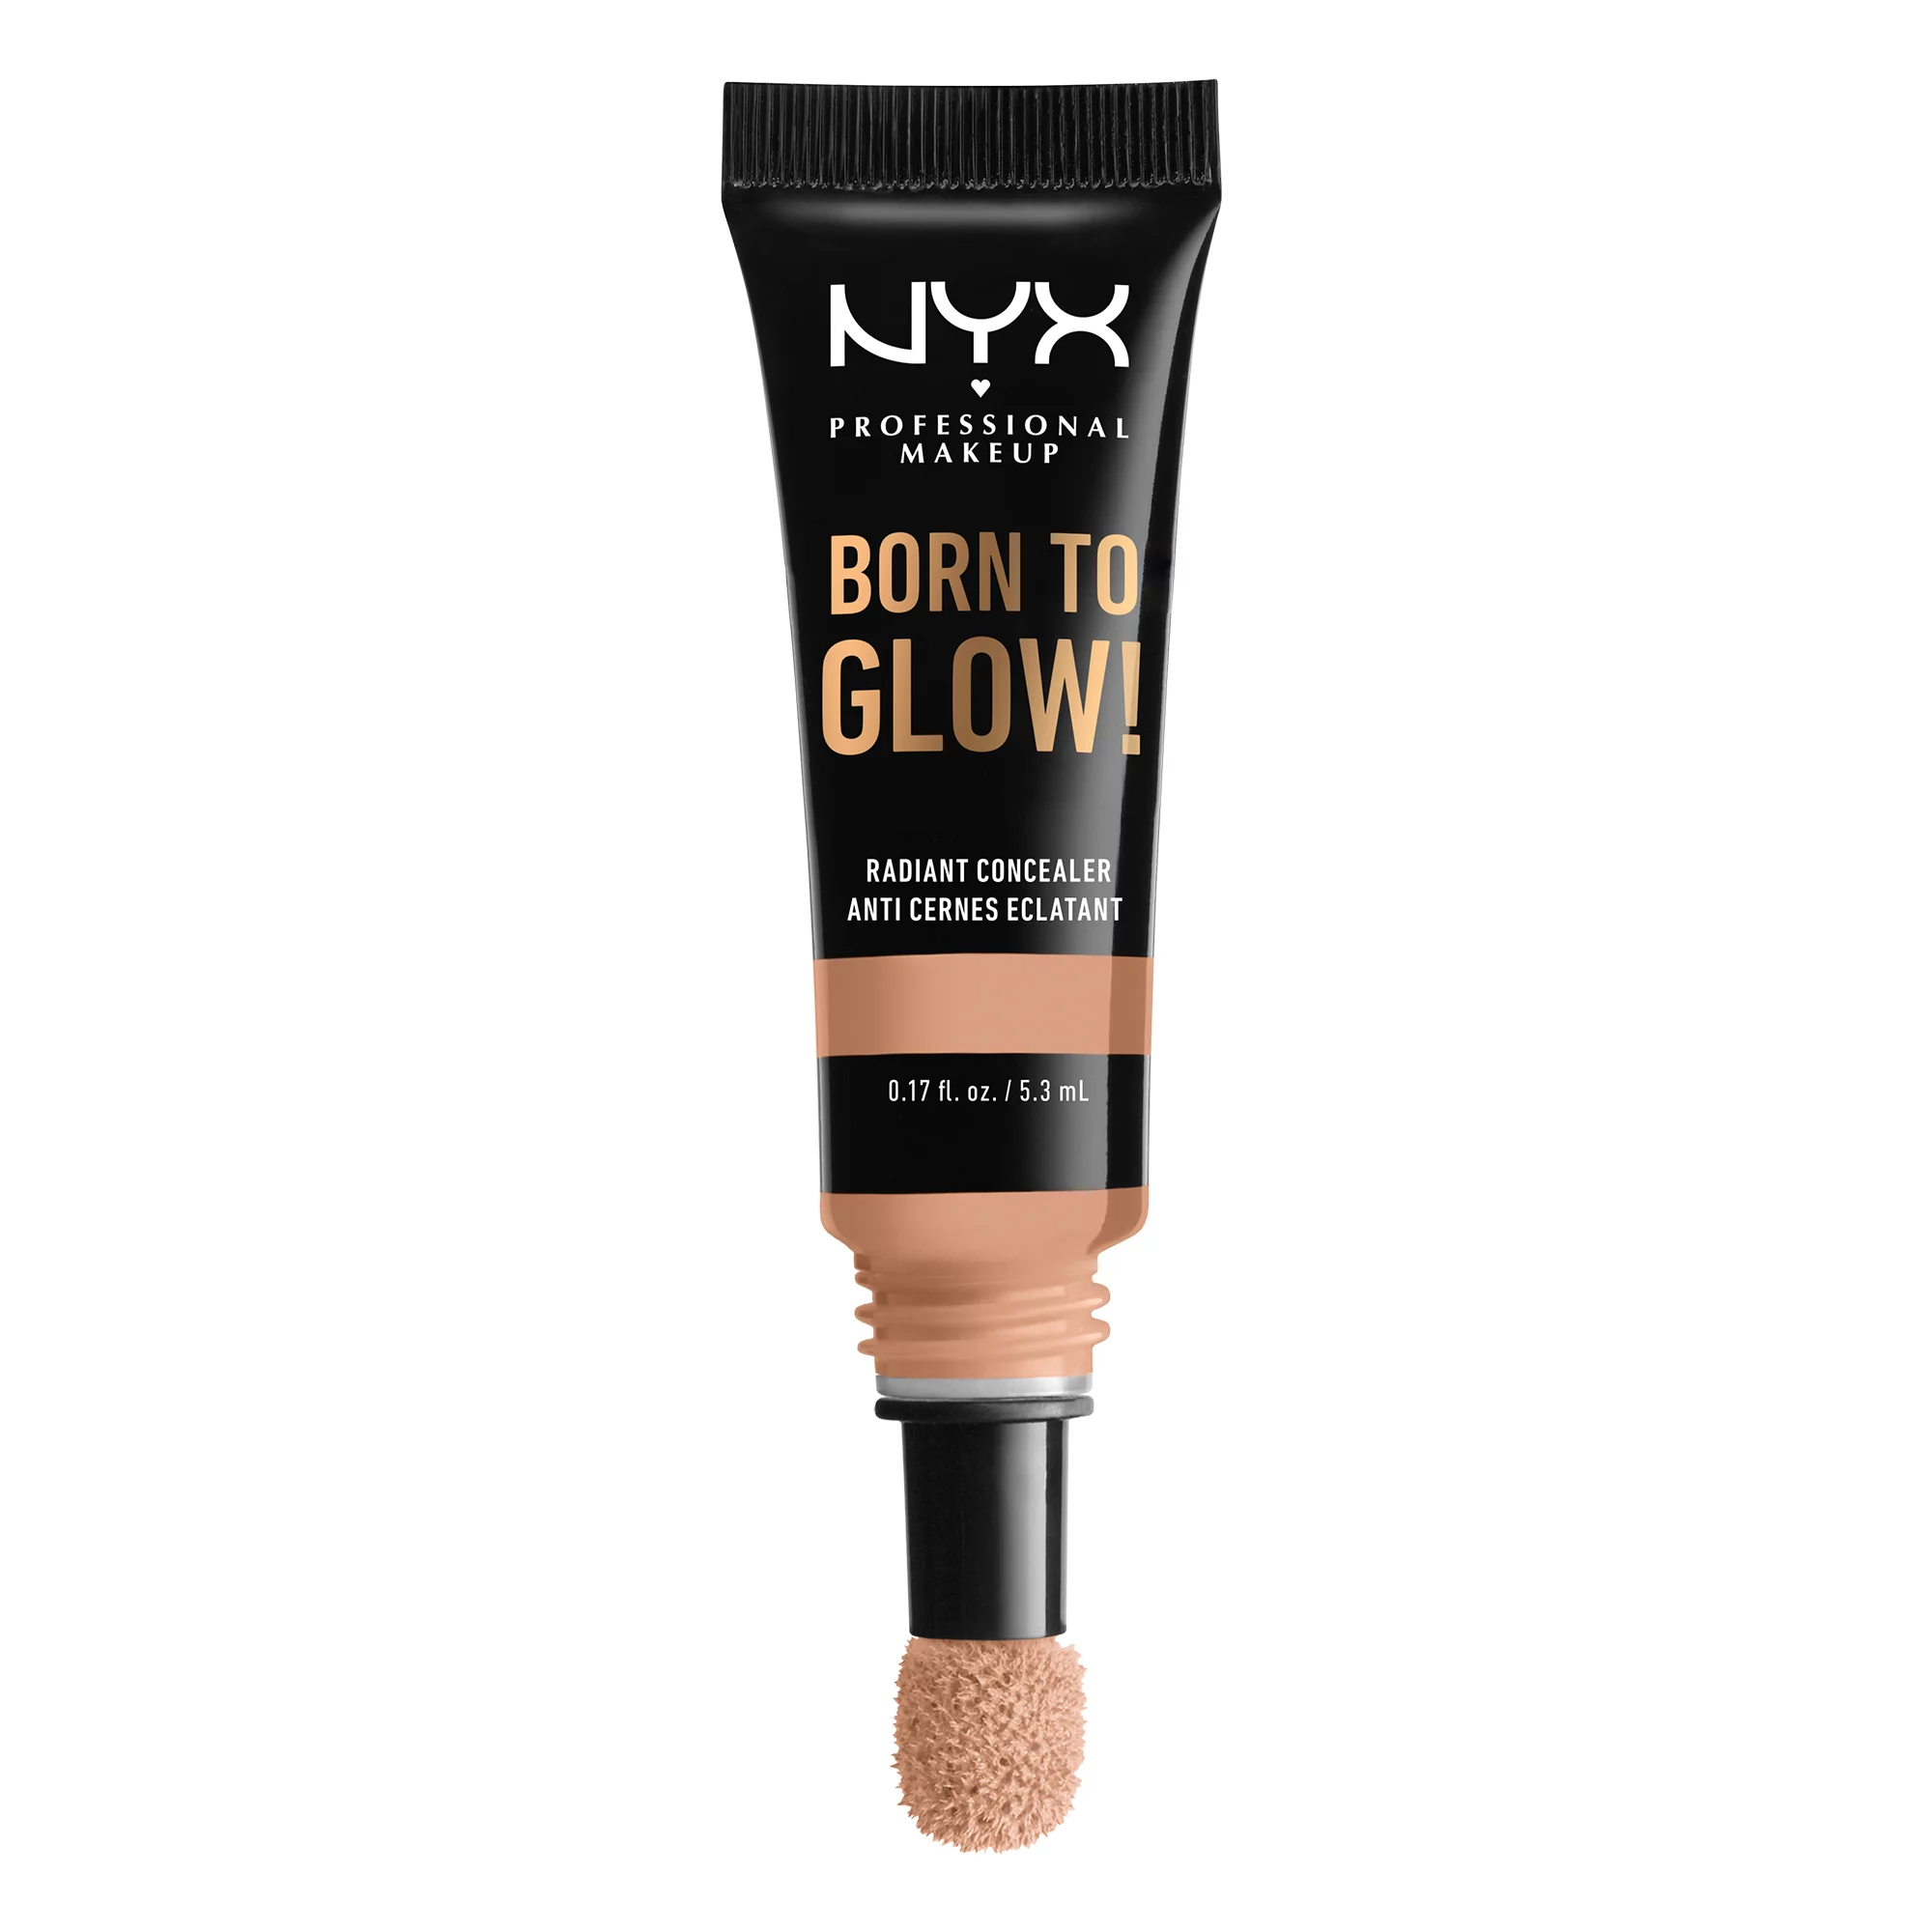 NYX
PROFESSIONAL
MAKEUP
BORN TO
GLOW!
RADIANT CONCEALER
ANTI CERNES ECLATANT
0.17 fl. oz. / 5.3 mL